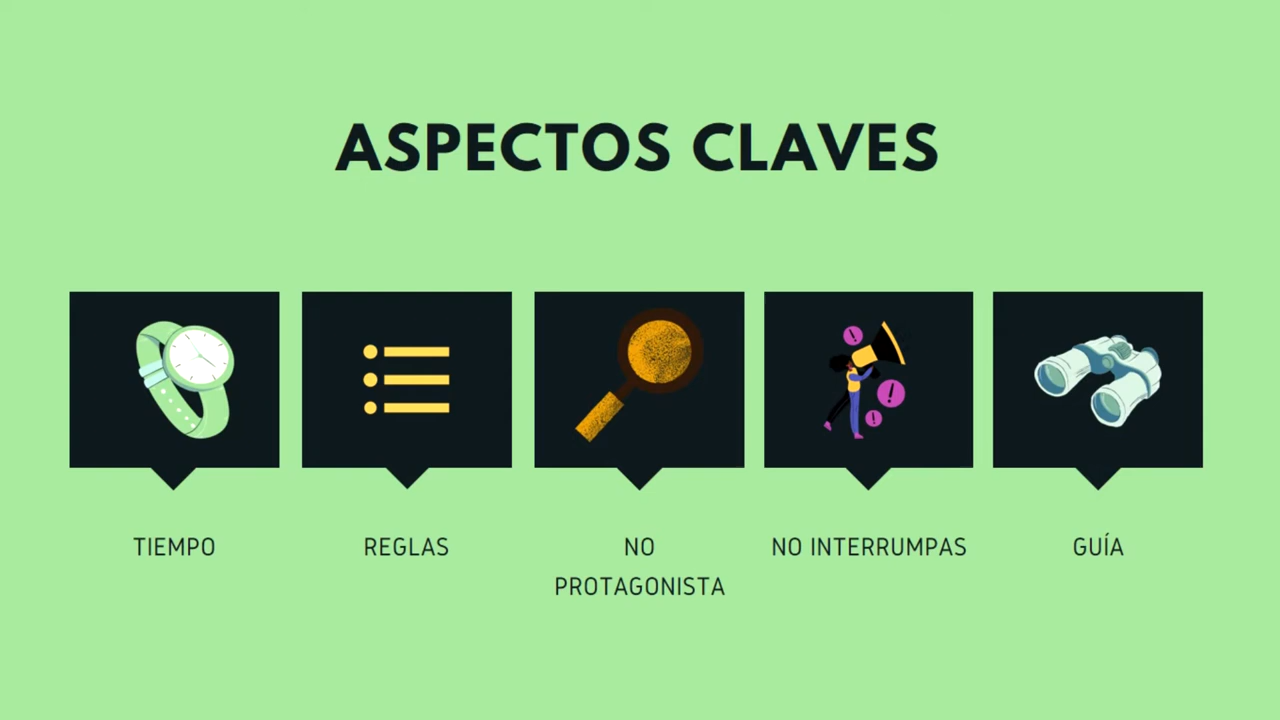 ASPECTOS CLAVES
TIEMPO
REGLAS
NO
PROTAGONISTA
NO INTERRUMPAS
GUÍA